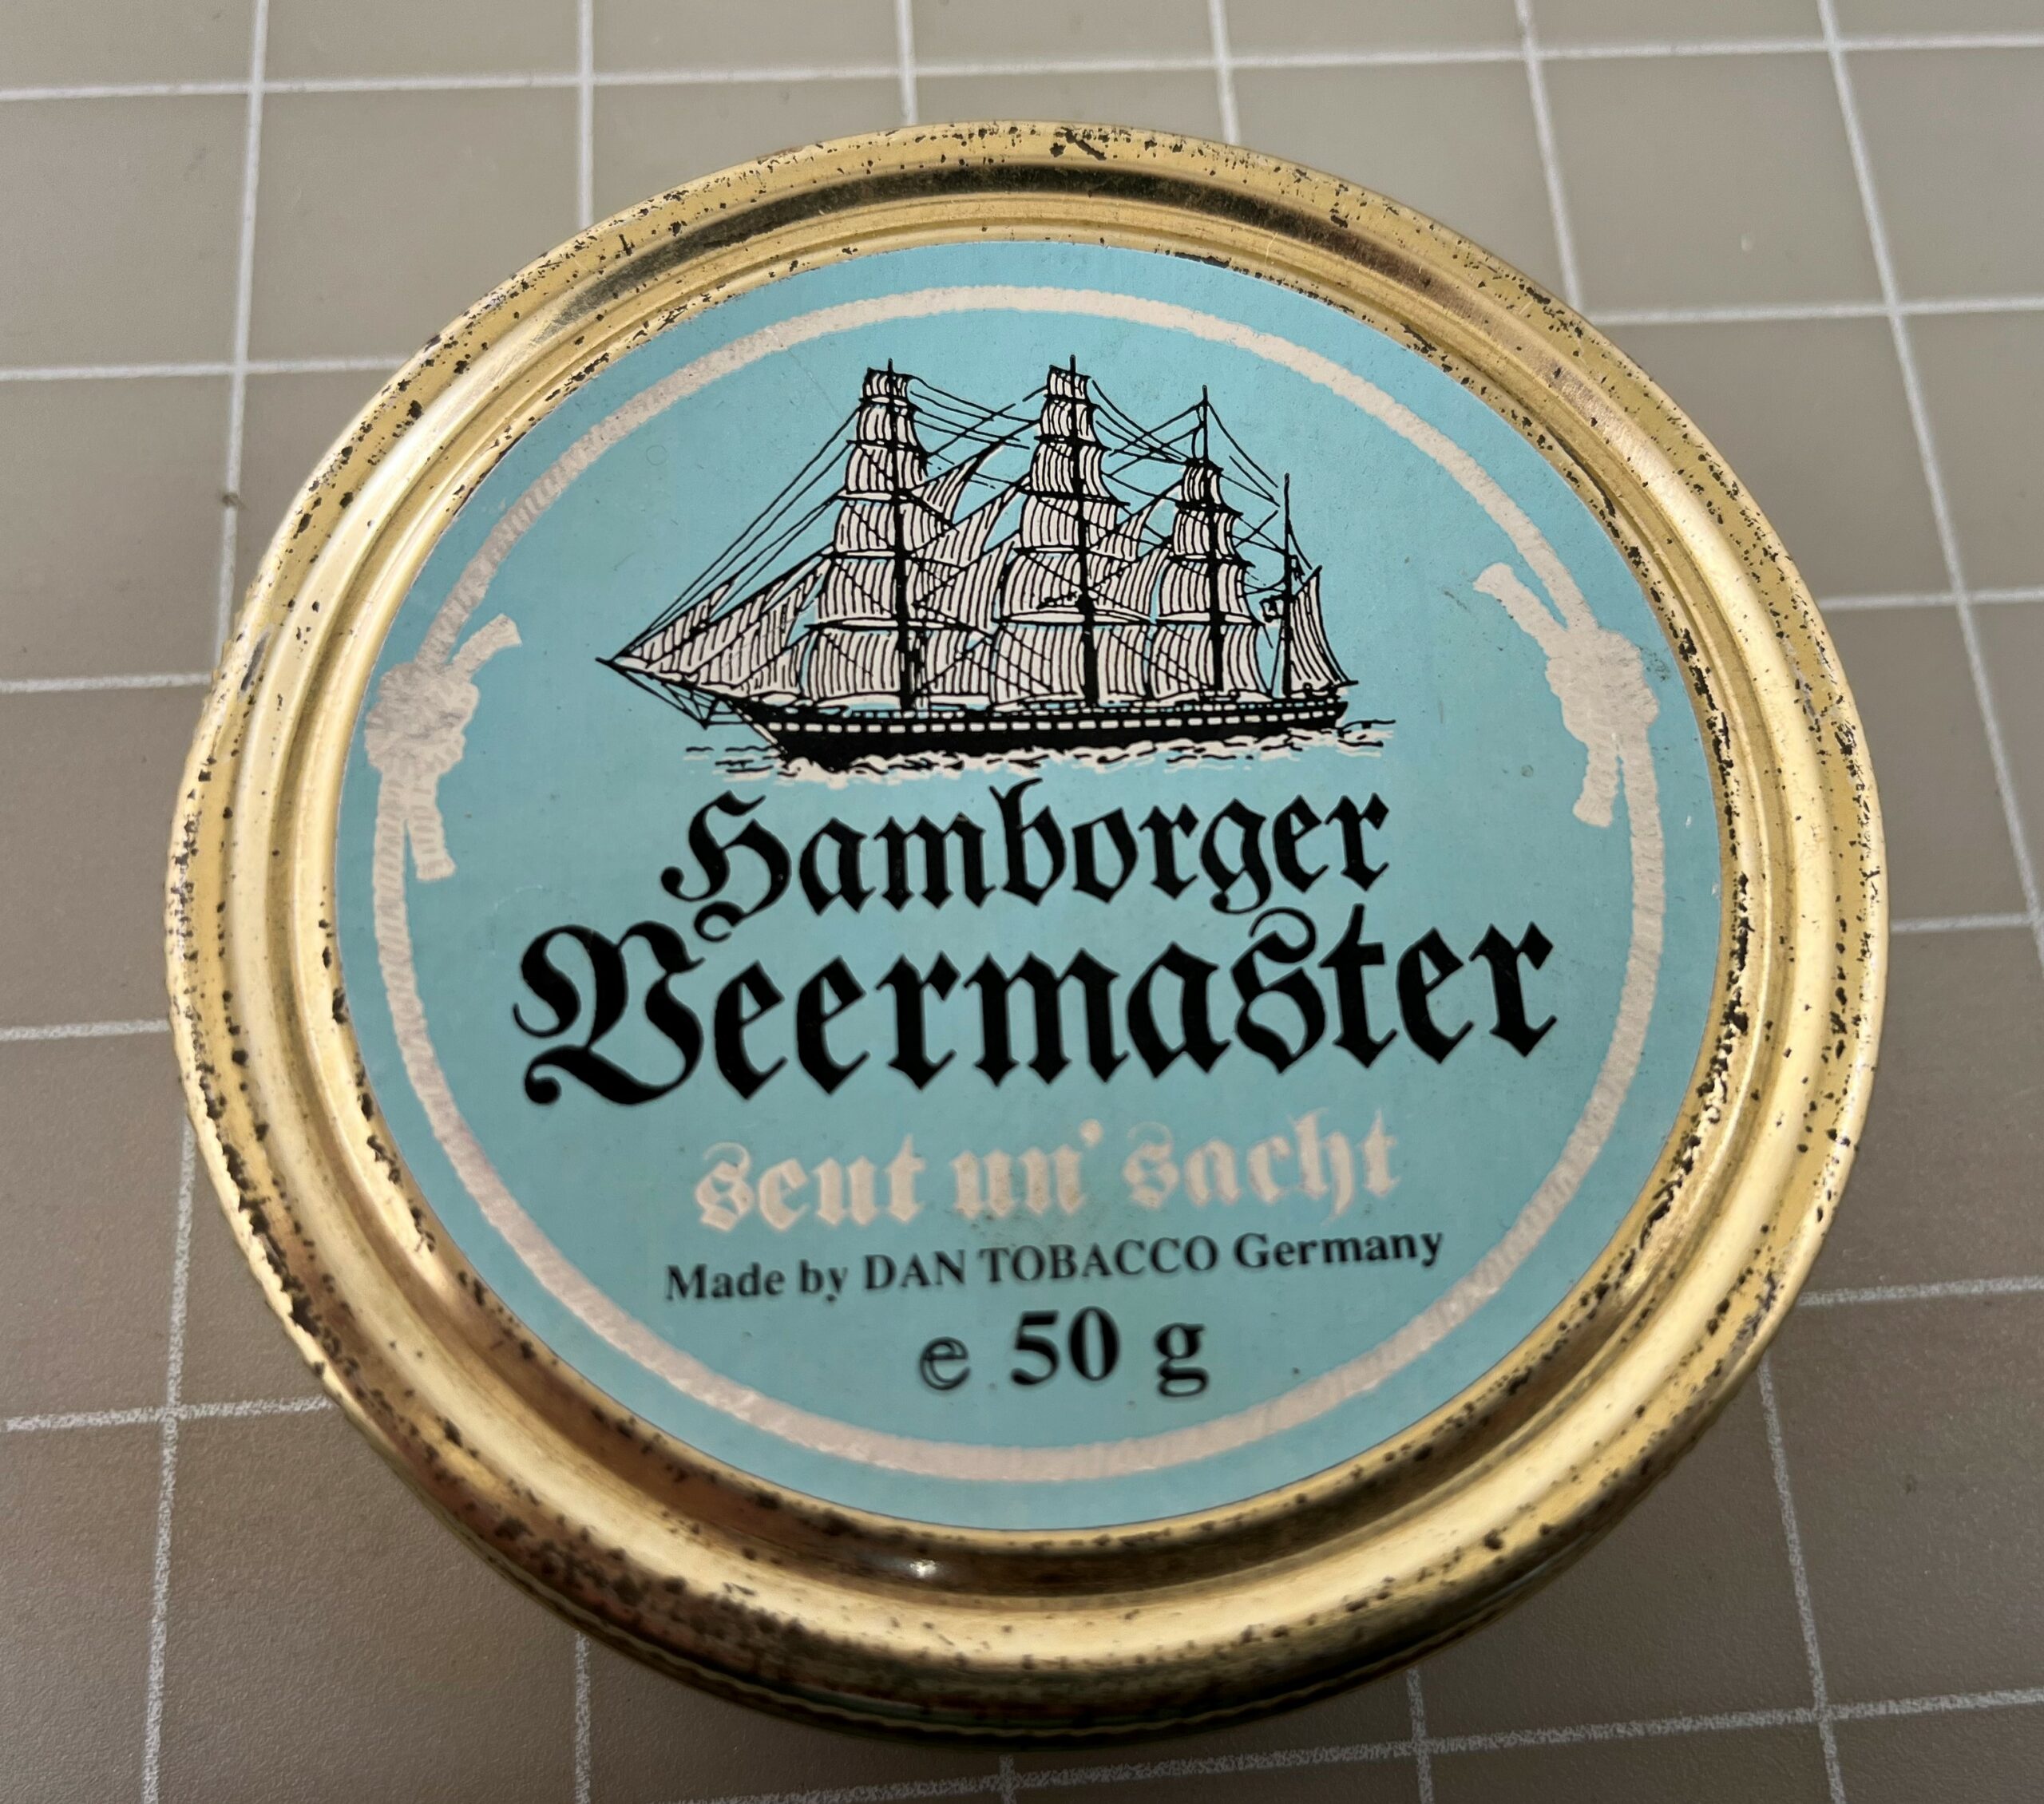 Hamborger
Veermaster
seut un' sacht
Made by DAN TOBACCO Germany
℮ 50 g